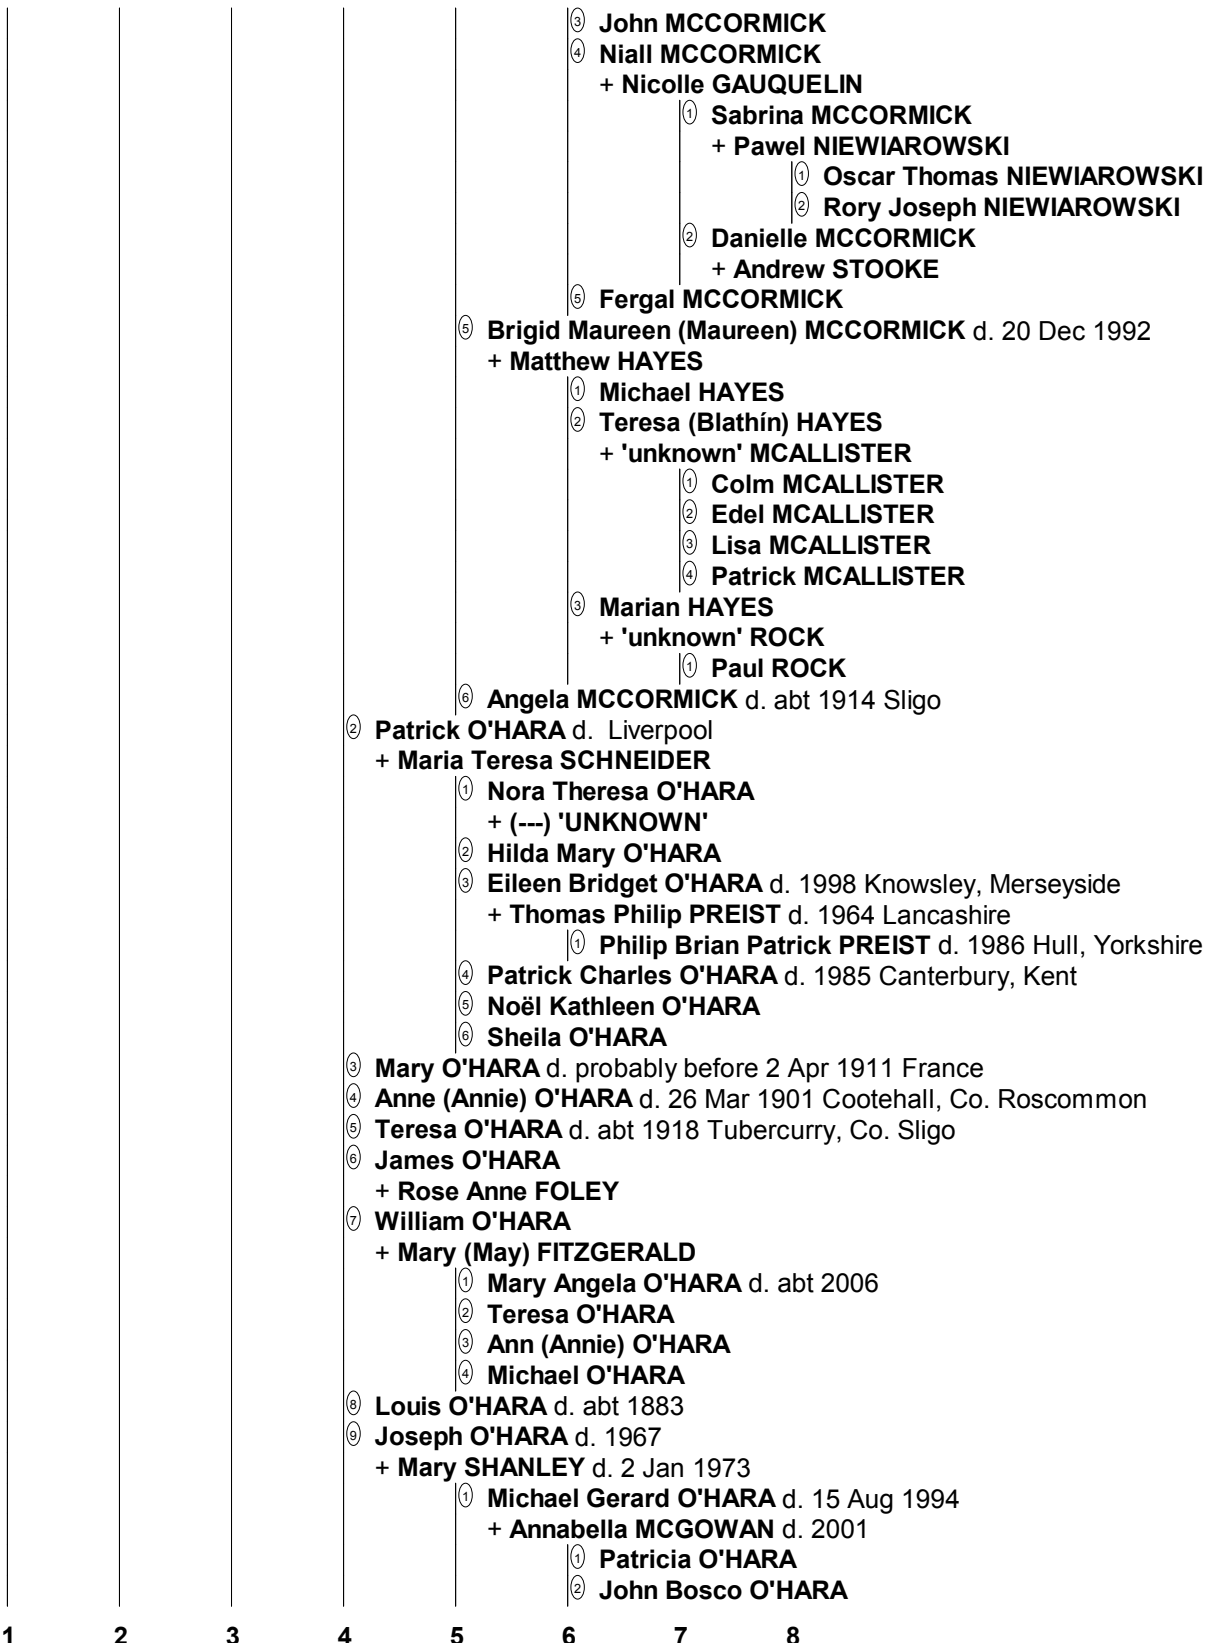 ③ John MCCORMICK
④ Niall MCCORMICK
+ Nicolle GAUQUELIN
① Sabrina MCCORMICK
+ Pawel NIEWIAROWSKI
① Oscar Thomas NIEWIAROWSKI
② Rory Joseph NIEWIAROWSKI
② Danielle MCCORMICK
+ Andrew STOOKE
⑤ Fergal MCCORMICK
⑤ Brigid Maureen (Maureen) MCCORMICK d. 20 Dec 1992
+ Matthew HAYES
① Michael HAYES
② Teresa (Blathín) HAYES
+ 'unknown' MCALLISTER
① Colm MCALLISTER
② Edel MCALLISTER
③ Lisa MCALLISTER
④ Patrick MCALLISTER
③ Marian HAYES
+ 'unknown' ROCK
① Paul ROCK
⑥ Angela MCCORMICK d. abt 1914 Sligo
② Patrick O'HARA d. Liverpool
+ Maria Teresa SCHNEIDER
① Nora Theresa O'HARA
+ (---) 'UNKNOWN'
② Hilda Mary O'HARA
③ Eileen Bridget O'HARA d. 1998 Knowsley, Merseyside
+ Thomas Philip PREIST d. 1964 Lancashire
① Philip Brian Patrick PREIST d. 1986 Hull, Yorkshire
④ Patrick Charles O'HARA d. 1985 Canterbury, Kent
⑤ Noël Kathleen O'HARA
⑥ Sheila O'HARA
③ Mary O'HARA d. probably before 2 Apr 1911 France
④ Anne (Annie) O'HARA d. 26 Mar 1901 Cootehall, Co. Roscommon
⑤ Teresa O'HARA d. abt 1918 Tubercurry, Co. Sligo
⑥ James O'HARA
+ Rose Anne FOLEY
⑦ William O'HARA
+ Mary (May) FITZGERALD
① Mary Angela O'HARA d. abt 2006
② Teresa O'HARA
③ Ann (Annie) O'HARA
④ Michael O'HARA
⑧ Louis O'HARA d. abt 1883
⑨ Joseph O'HARA d. 1967
+ Mary SHANLEY d. 2 Jan 1973
① Michael Gerard O'HARA d. 15 Aug 1994
+ Annabella MCGOWAN d. 2001
① Patricia O'HARA
② John Bosco O'HARA
1 2 3 4 5 6 7 8